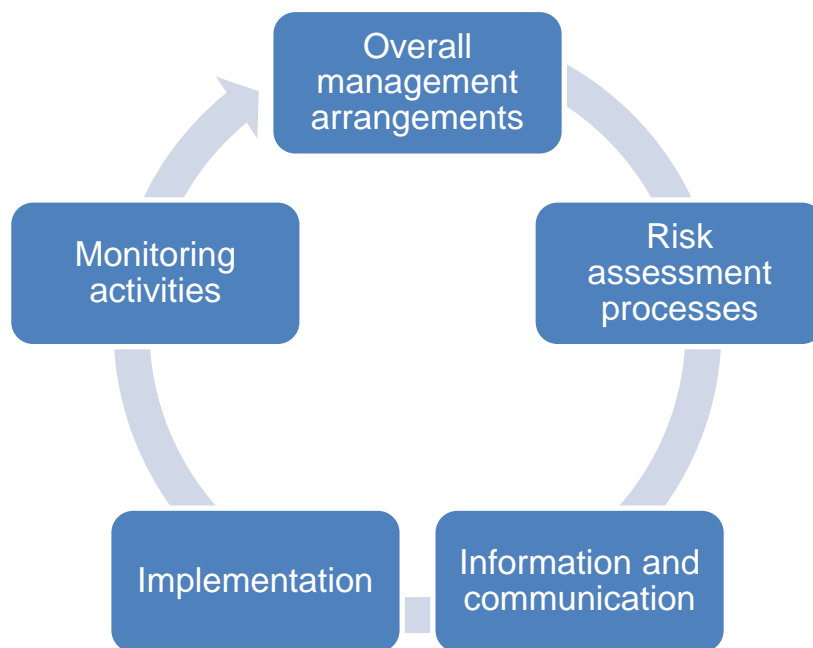 Overall
management
arrangements
Risk
assessment
processes
Information and
communication
Implementation
Monitoring
activities